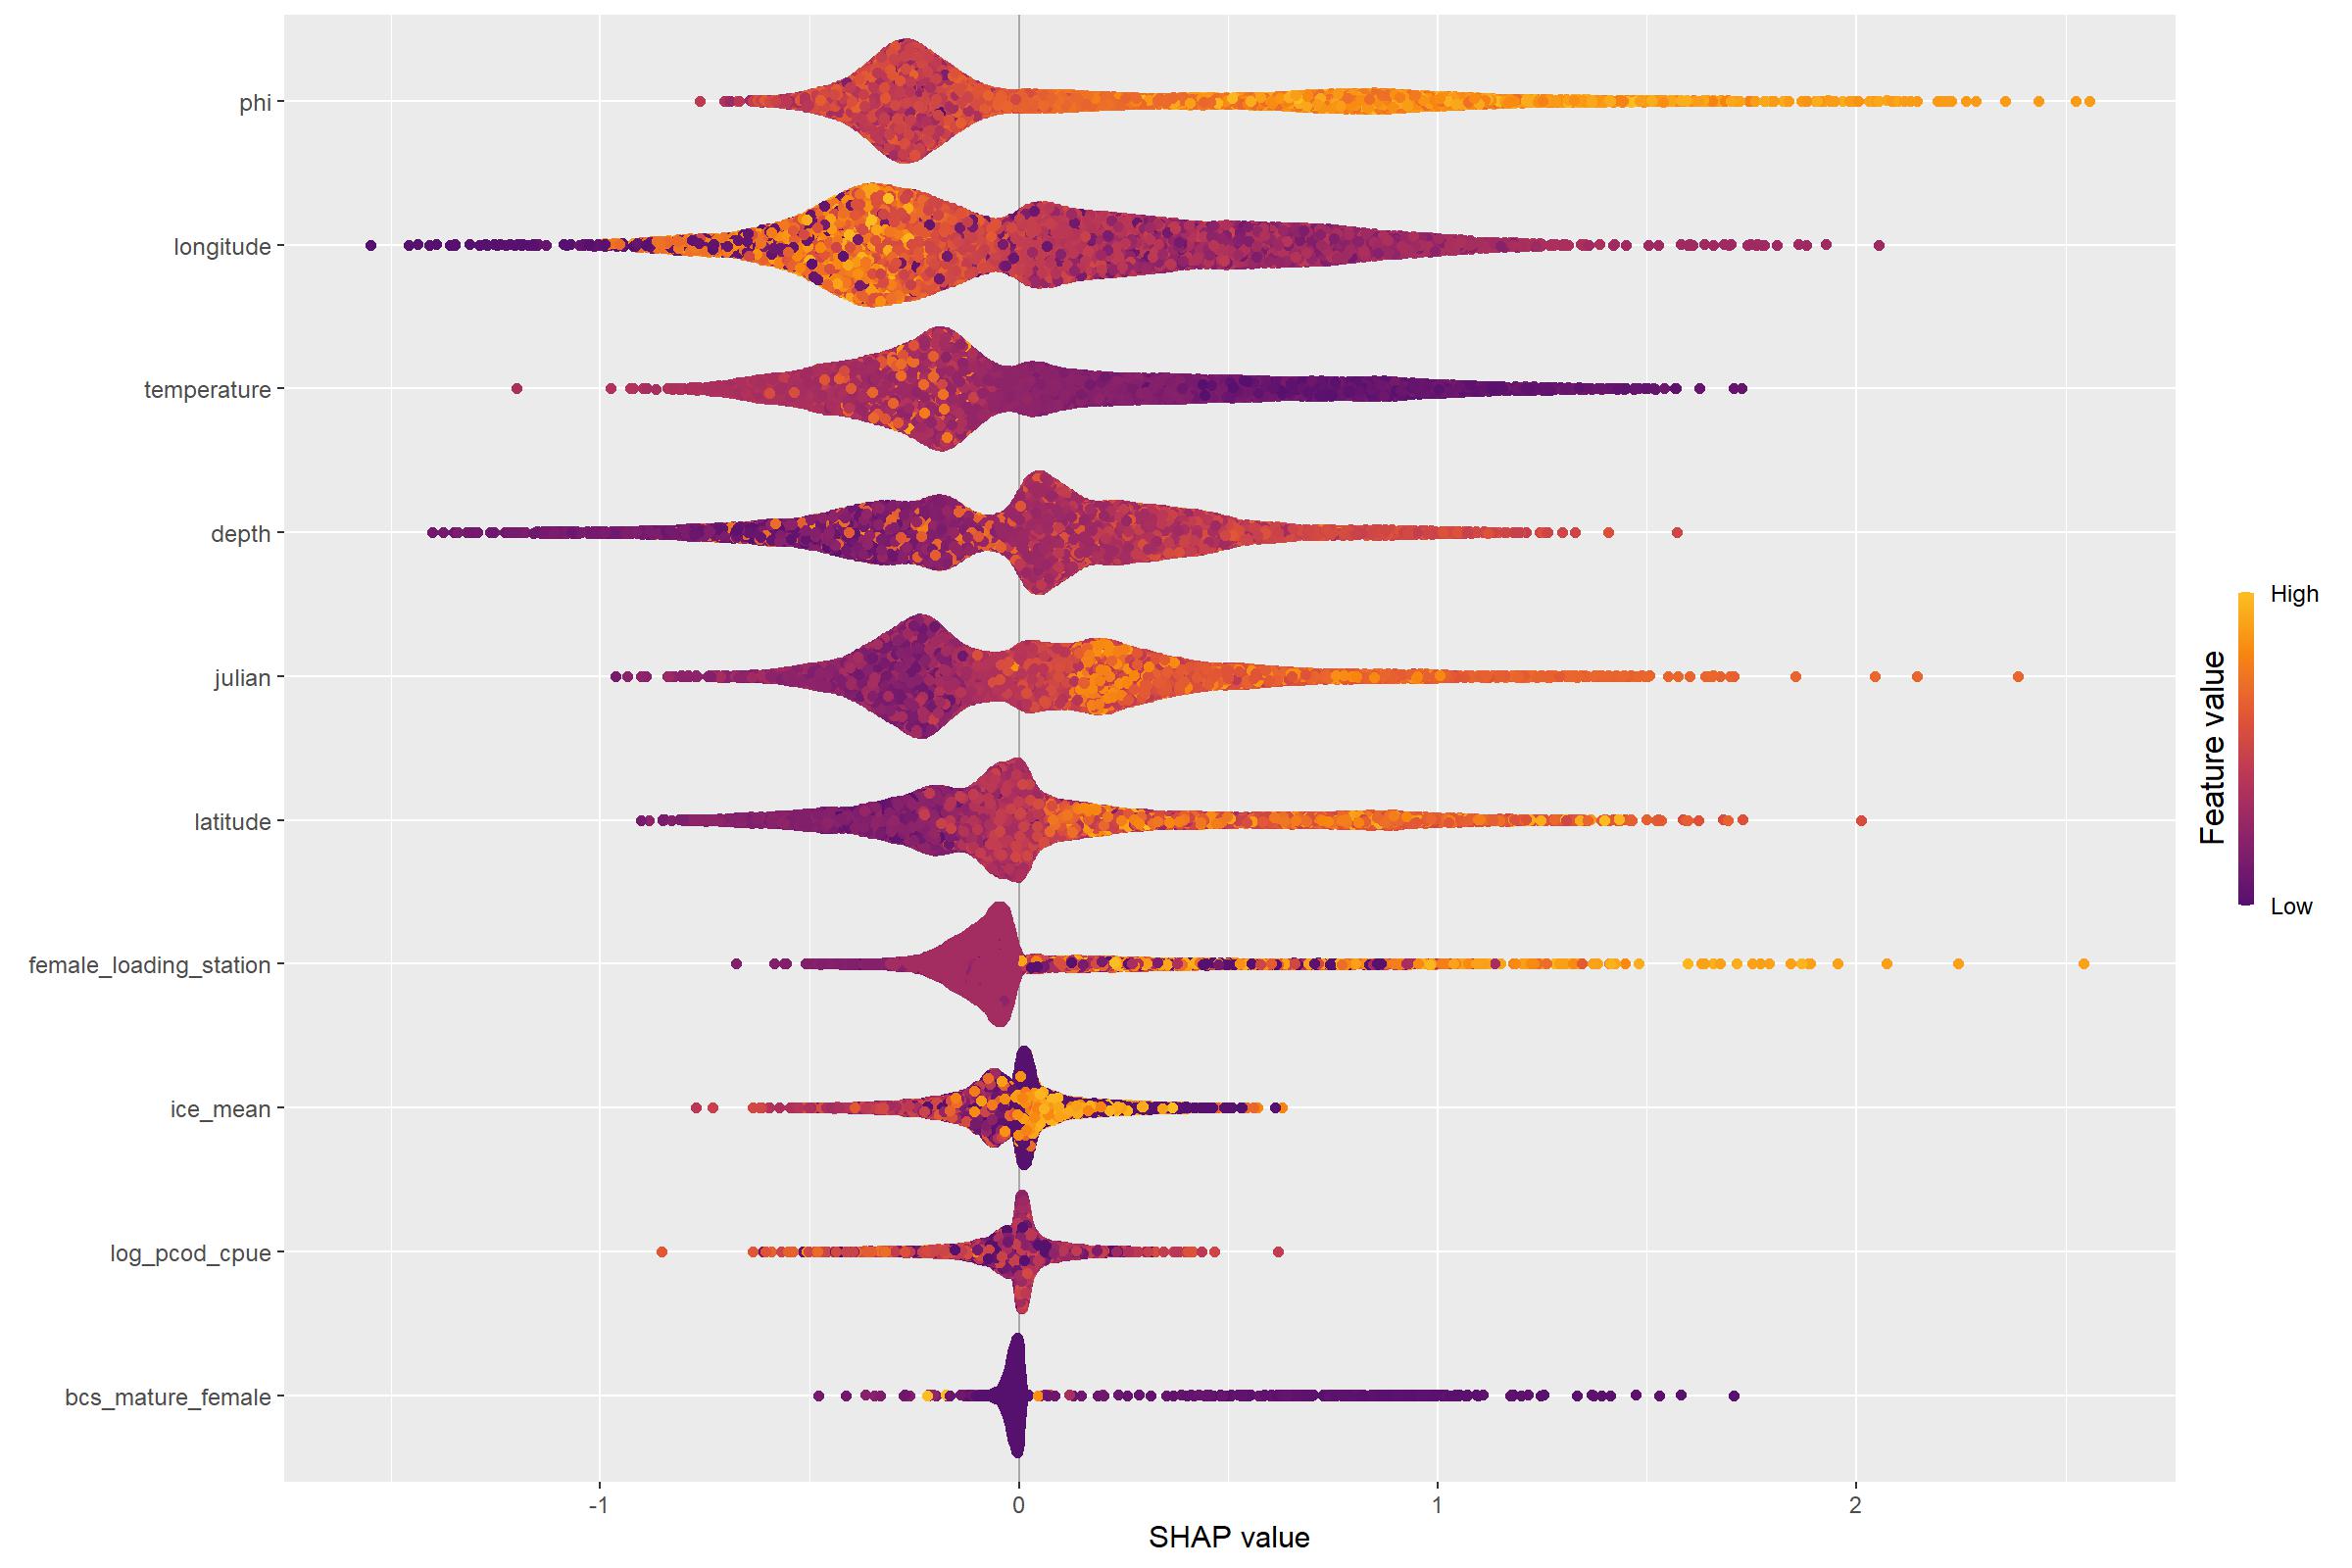 phi
longitude
temperature
depth
julian
latitude
female_loading_station
ice_mean
log_pcod_cpue
bcs_mature_female
-1
0
1
2
SHAP value
Feature value
High
Low